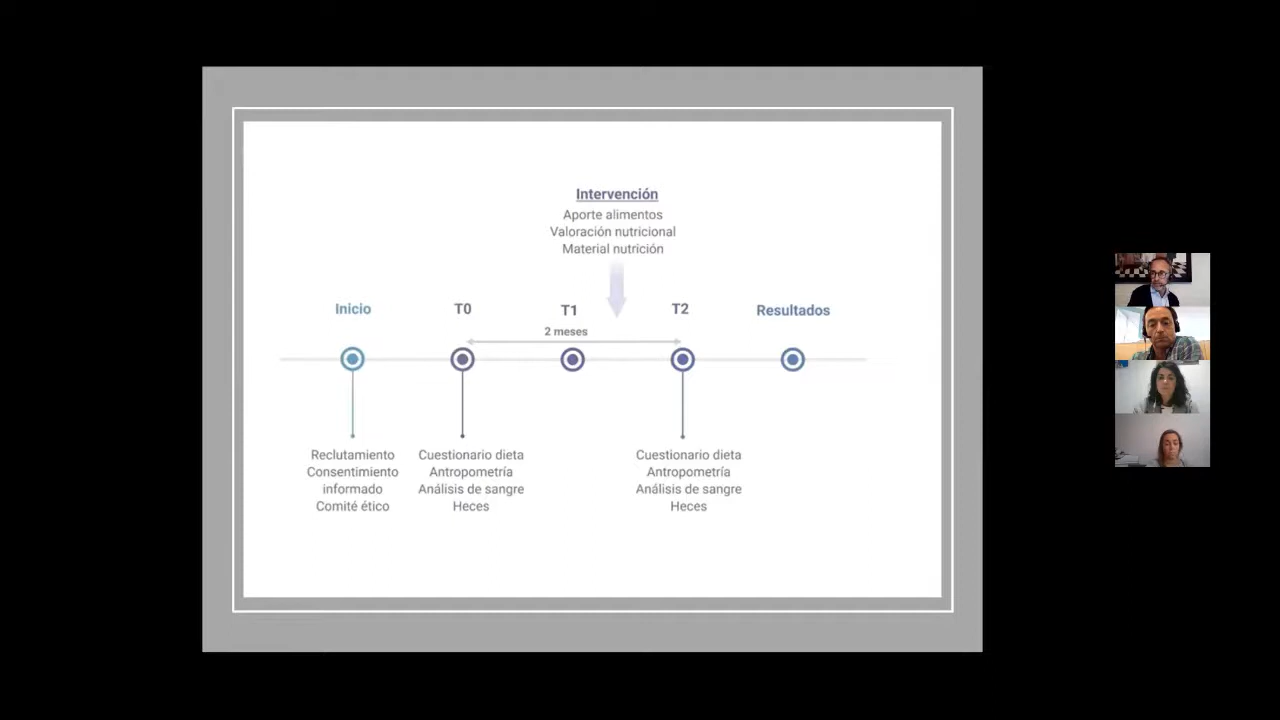 Intervención
Aporte alimentos
Valoración nutricional
Material nutrición
Inicio
T0
T1
T2
Resultados
2 meses
Reclutamiento
Consentimiento
informado
Comité ético
Cuestionario dieta
Antropometría
Análisis de sangre
Heces
Cuestionario dieta
Antropometría
Análisis de sangre
Heces